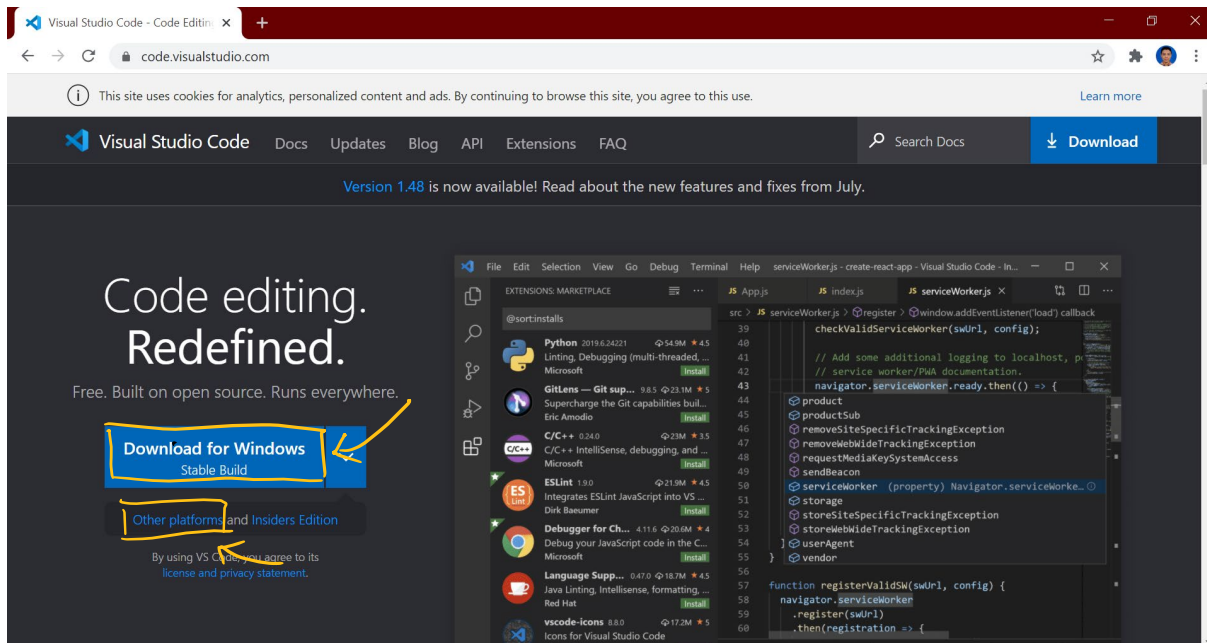 Visual Studio Code - Code Editin
code.visualstudio.com
This site uses cookies for analytics, personalized content and ads. By continuing to browse this site, you agree to this use.
Learn more
Visual Studio Code Docs Updates Blog API Extensions FAQ Search Docs Download
Version 1.48 is now available! Read about the new features and fixes from July.
Code editing.
Redefined.
Free. Built on open source. Runs everywhere.
Download for Windows
Stable Build
Other platforms and Insiders Edition
By using VS Code, you agree to its
license and privacy statement.
File Edit Selection View Go Debug Terminal Help serviceWorker.js - create-react-app - Visual Studio Code - In...
EXTENSIONS: MARKETPLACE
@sort:installs
Python 2019.6.24221 54.9M ★ 4.5
Linting, Debugging (multi-threaded, ...
Microsoft Install
GitLens — Git sup... 9.8.5 23.1M ★ 5
Supercharge the Git capabilities buil...
Eric Amodio Install
C/C++
C/C++ 0.24.0 23M ★ 3.5
C/C++ IntelliSense, debugging, and ...
Microsoft Install
ES
Lint
ESLint 1.9.0 21.9M ★ 4.5
Integrates ESLint JavaScript into VS ...
Dirk Baeumer Install
Debugger for Ch... 4.11.6 20.6M ★ 4
Debug your JavaScript code in the C...
Microsoft Install
Language Supp... 0.47.0 18.7M ★ 4.5
Java Linting, Intellisense, formatting, ...
Red Hat Install
vscode-icons 8.8.0 17.2M ★ 5
Icons for Visual Studio Code
JS App.js JS index.js JS serviceWorker.js
src > JS serviceWorker.js > register > window.addEventListener('load') callback
39 checkValidServiceWorker(swUrl, config);
40
41 // Add some additional logging to localhost, p
42 // service worker/PWA documentation.
43 navigator.serviceWorker.ready.then(() => {
44 product
45 productSub
46 removeSiteSpecificTrackingException
47 removeWebWideTrackingException
48 requestMediaKeySystemAccess
49 sendBeacon
50 serviceWorker (property) Navigator.serviceWorke...
51 storage
52 storeSiteSpecificTrackingException
53 storeWebWideTrackingException
54 ] userAgent
55 } vendor
56
57 function registerValidSW(swUrl, config) {
58 navigator.serviceWorker
59 .register(swUrl)
60 .then(registration => {